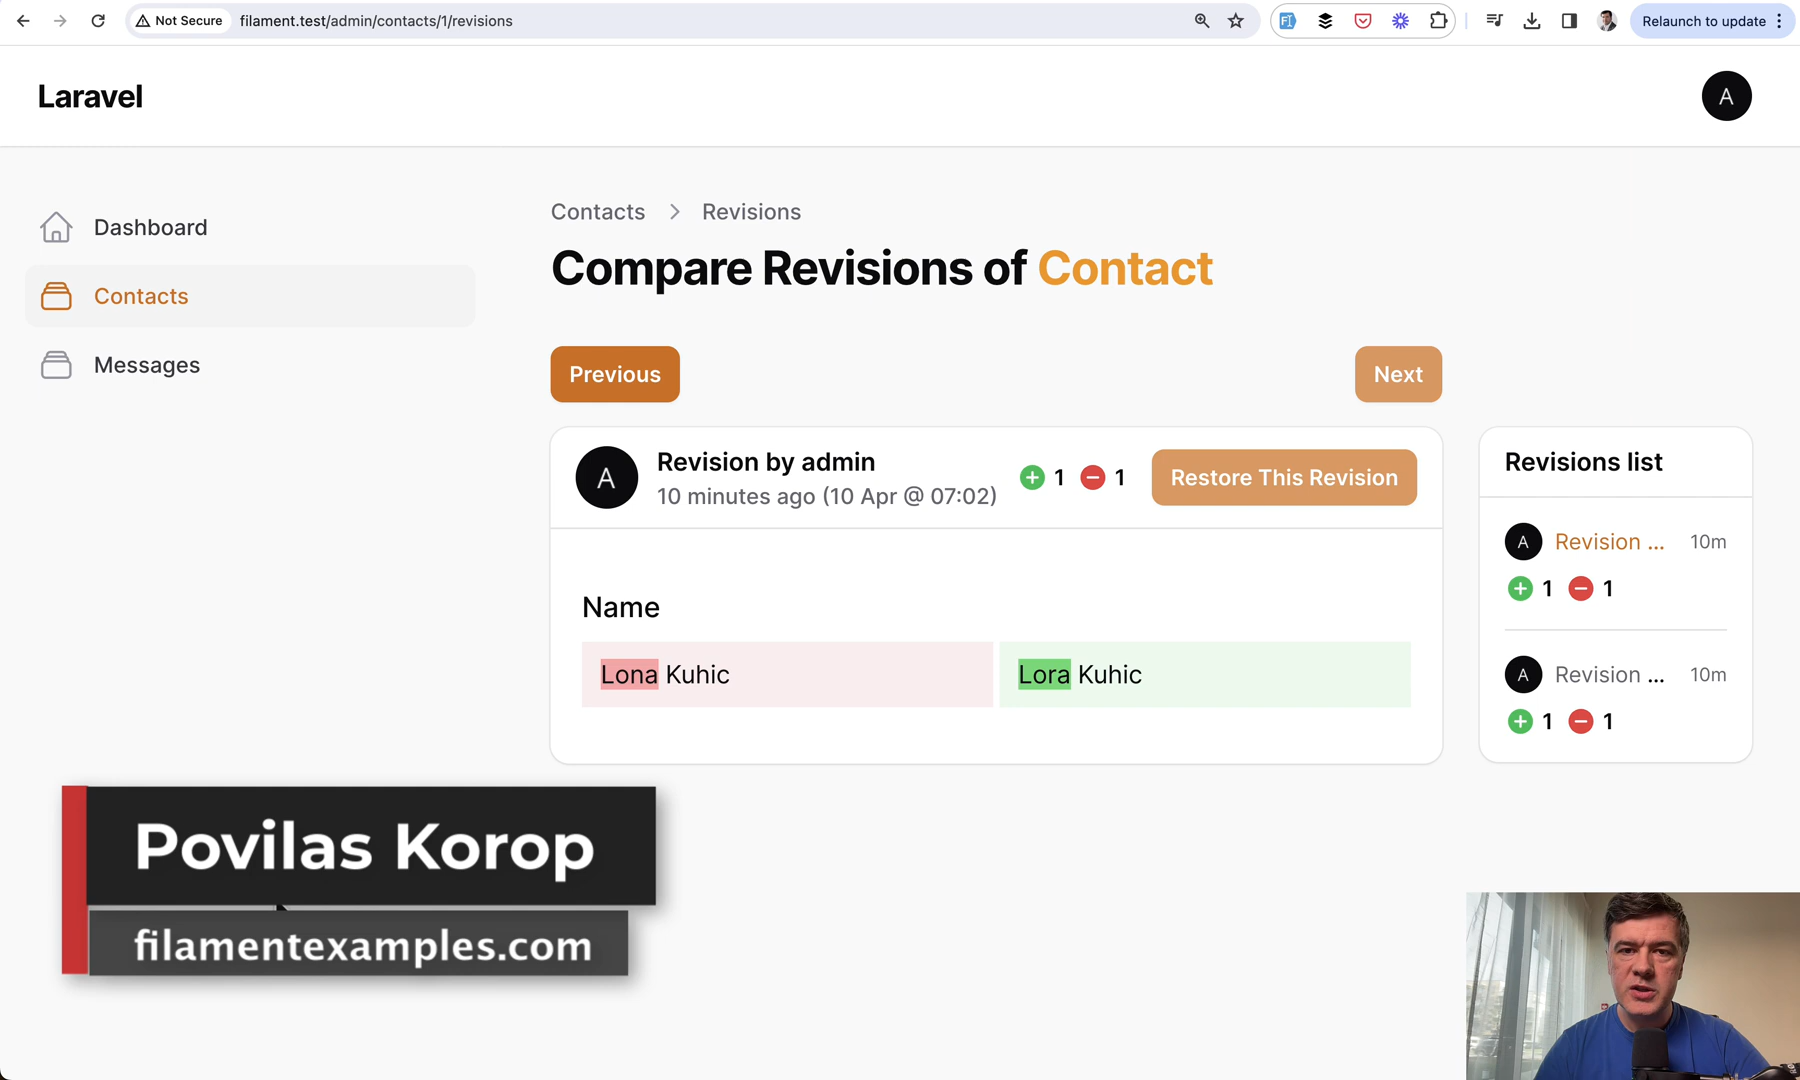 Not Secure
filament.test/admin/contacts/1/revisions
Relaunch to update
Laravel
A
Dashboard
Contacts
Messages
Contacts
Revisions
Compare Revisions of Contact
Previous
Next
A
Revision by admin
10 minutes ago (10 Apr @ 07:02)
1
1
Restore This Revision
Name
Lona Kuhic
Lora Kuhic
Revisions list
A
Revision ...
10m
1
1
A
Revision ...
10m
1
1
Povilas Korop
filamentexamples.com